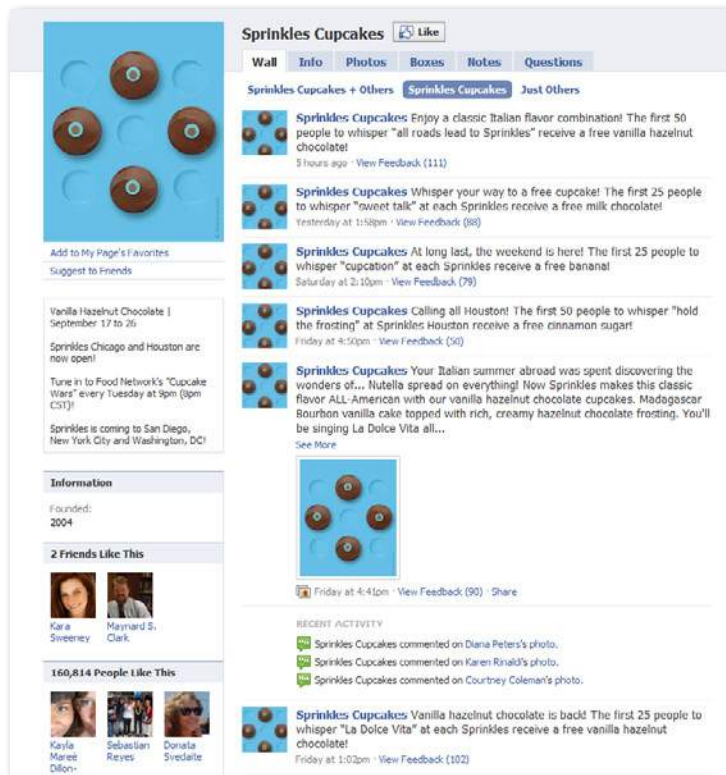 Sprinkles Cupcakes Like
Wall Info Photos Boxes Notes Questions
Sprinkles Cupcakes + Others Sprinkles Cupcakes Just Others
Sprinkles Cupcakes Enjoy a classic Italian flavor combination! The first 50
people to whisper "all roads lead to Sprinkles" receive a free vanilla hazelnut
chocolate!
5 hours ago · View Feedback (111)
Sprinkles Cupcakes Whisper your way to a free cupcake! The first 25 people
to whisper "sweet talk" at each Sprinkles receive a free milk chocolate!
Yesterday at 1:58pm · View Feedback (88)
Sprinkles Cupcakes At long last, the weekend is here! The first 25 people to
whisper "cupcation" at each Sprinkles receive a free banana!
Saturday at 2:10pm · View Feedback (79)
Sprinkles Cupcakes Calling all Houston! The first 50 people to whisper "hold
the frosting" at Sprinkles Houston receive a free cinnamon sugar!
Friday at 4:50pm · View Feedback (50)
Sprinkles Cupcakes Your Italian summer abroad was spent discovering the
wonders of... Nutella spread on everything! Now Sprinkles makes this classic
flavor ALL-American with our vanilla hazelnut chocolate cupcakes. Madagascar
Bourbon vanilla cake topped with rich, creamy hazelnut chocolate frosting. You'll
be singing La Dolce Vita all...
See More
Friday at 4:41pm · View Feedback (90) · Share
RECENT ACTIVITY
Sprinkles Cupcakes commented on Diana Peters's photo.
Sprinkles Cupcakes commented on Karen Rinaldi's photo.
Sprinkles Cupcakes commented on Courtney Coleman's photo.
Sprinkles Cupcakes Vanilla hazelnut chocolate is back! The first 25 people to
whisper "La Dolce Vita" at each Sprinkles receive a free vanilla hazelnut
chocolate!
Friday at 1:02pm · View Feedback (102)
Add to My Page's Favorites
Suggest to Friends
Vanilla Hazelnut Chocolate |
September 17 to 26
Sprinkles Chicago and Houston are
now open!
Tune in to Food Network's "Cupcake
Wars" every Tuesday at 9pm (8pm
CST)!
Sprinkles is coming to San Diego,
New York City and Washington, DC!
Information
Founded:
2004
2 Friends Like This
Kara
Sweeney
Maynard S.
Clark
160,814 People Like This
Kayla
Maree
Dillon-
Sebastian
Reyes
Donata
Svedaite